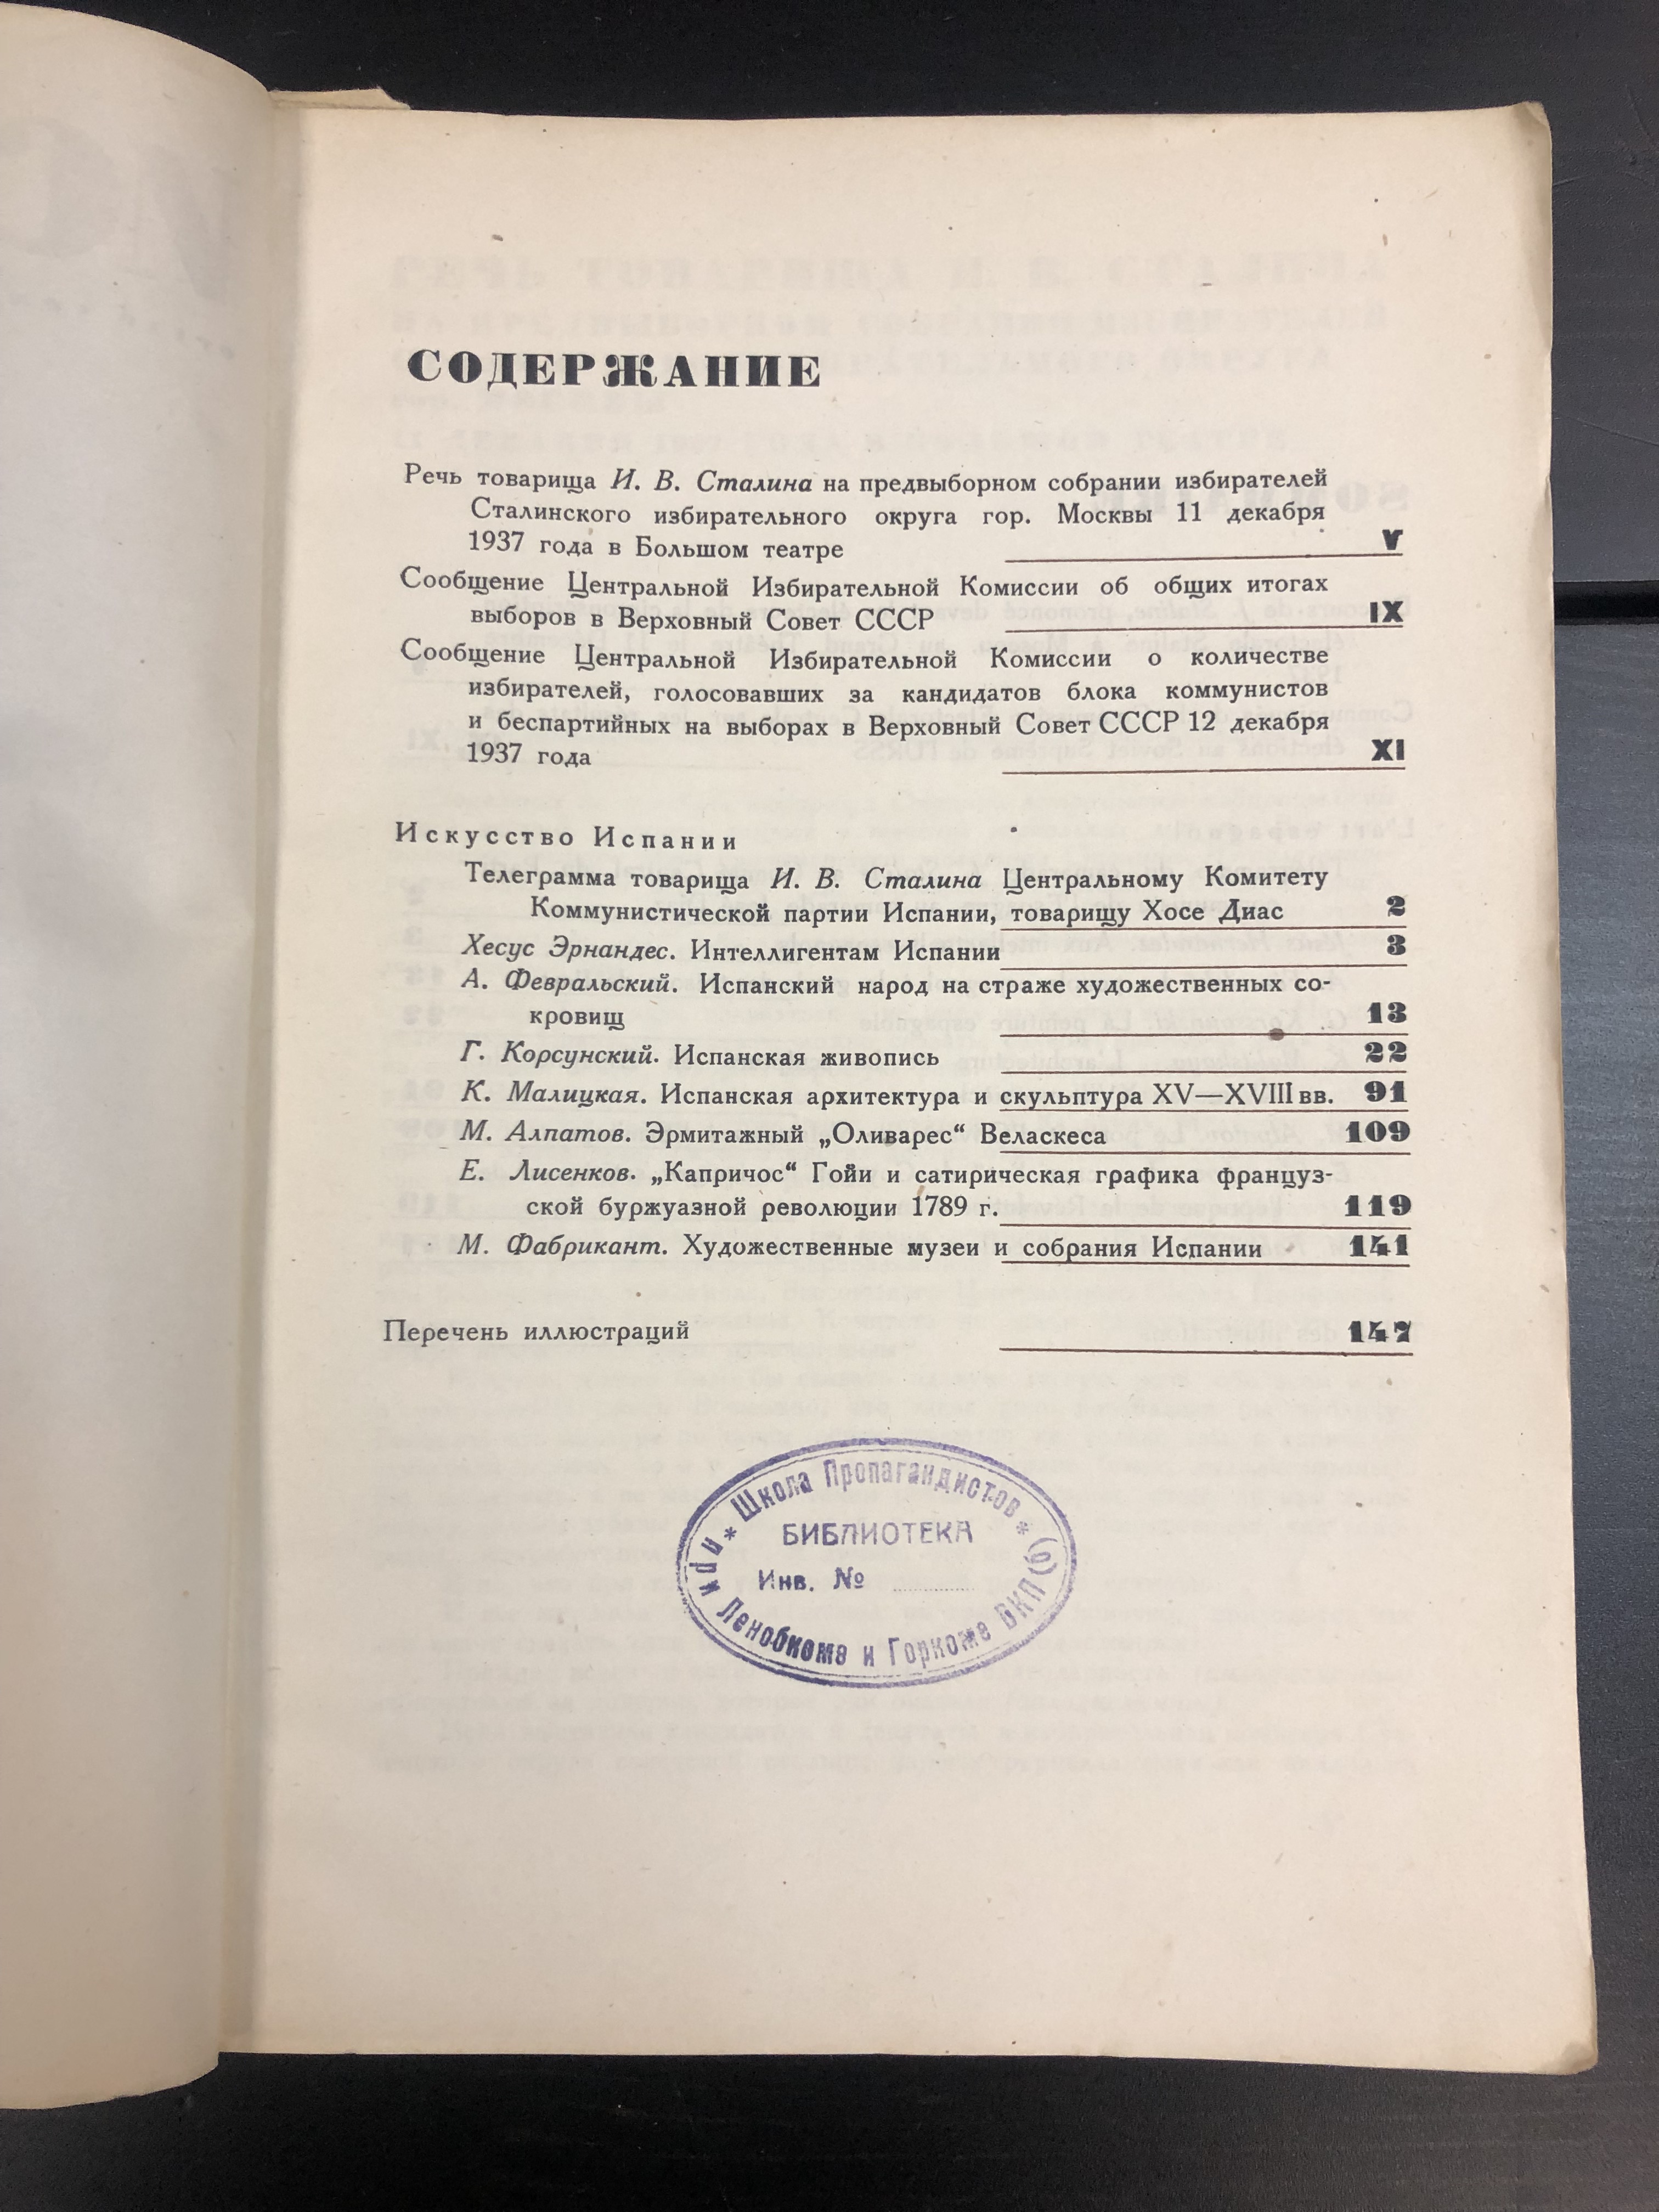 СОДЕРЖАНИЕ
Речь товарища И. В. Сталина на предвыборном собрании избирателей
Сталинского избирательного округа гор. Москвы 11 декабря
1937 года в Большом театре V
Сообщение Центральной Избирательной Комиссии об общих итогах
выборов в Верховный Совет СССР IX
Сообщение Центральной Избирательной Комиссии о количестве
избирателей, голосовавших за кандидатов блока коммунистов
и беспартийных на выборах в Верховный Совет СССР 12 декабря
1937 года XI
Искусство Испании
Телеграмма товарища И. В. Сталина Центральному Комитету
Коммунистической партии Испании, товарищу Хосе Диас 2
Хесус Эрнандес. Интеллигентам Испании 3
А. Февральский. Испанский народ на страже художественных со-
кровищ 13
Г. Корсунский. Испанская живопись 22
К. Малицкая. Испанская архитектура и скульптура XV—XVIII вв. 91
М. Алпатов. Эрмитажный „Оливарес“ Веласкеса 109
Е. Лисенков. „Капричос“ Гойи и сатирическая графика француз-
ской буржуазной революции 1789 г. 119
М. Фабрикант. Художественные музеи и собрания Испании 141
Перечень иллюстраций 147
* Школа Пропагандистов *
БИБЛИОТЕКА
Инв. №
при Ленобкоме и Горкоме ВКП(б)